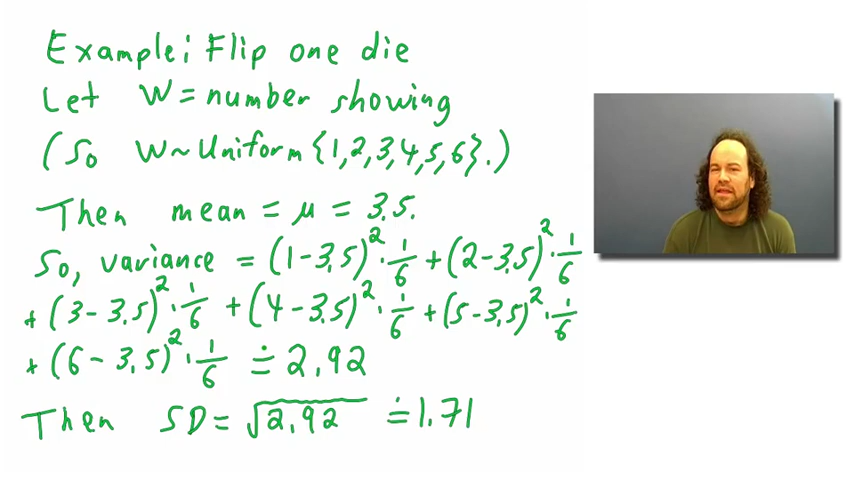 Example: Flip one die
Let W = number showing
(So W ~ Uniform {1,2,3,4,5,6}.)
Then mean = μ = 3.5.
So, variance = (1-3.5)² · 1/6 + (2-3.5)² · 1/6
+ (3-3.5)² · 1/6 + (4-3.5)² · 1/6 + (5-3.5)² · 1/6
+ (6-3.5)² · 1/6 ≐ 2.92
Then SD = √2.92 ≐ 1.71